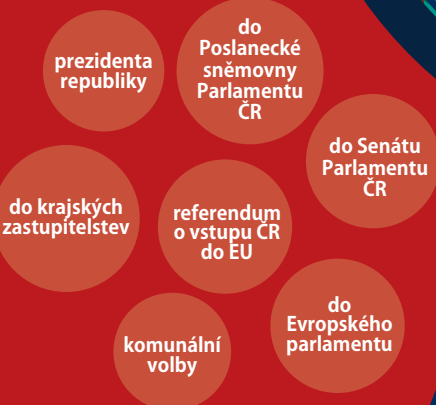 prezidenta
republiky
do
Poslanecké
sněmovny
Parlamentu
ČR
do Senátu
Parlamentu
ČR
do krajských
zastupitelstev
referendum
o vstupu ČR
do EU
do
Evropského
parlamentu
komunální
volby